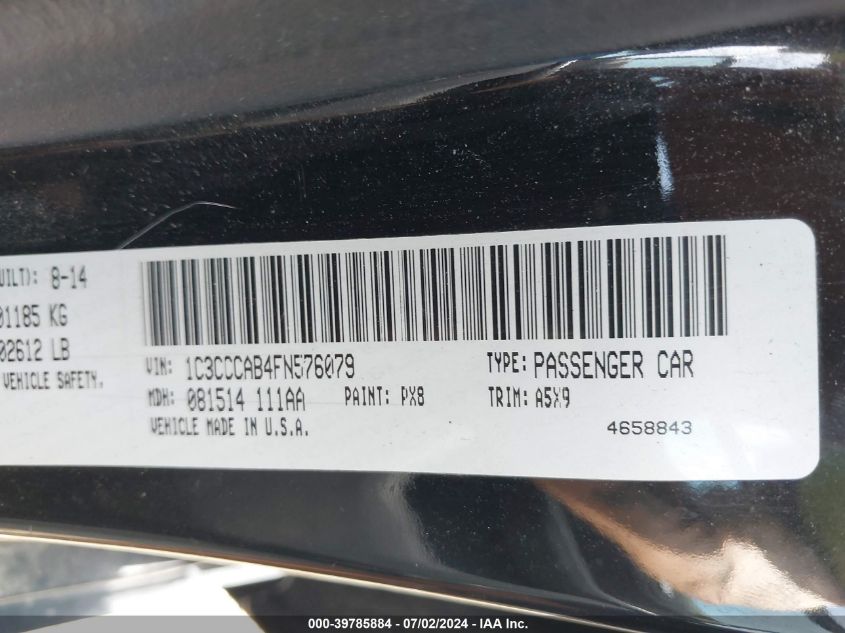 UILT): 8-14
01185 KG
02612 LB
VEHICLE SAFETY.
VIN: 1C3CCCAB4FN576079 TYPE: PASSENGER CAR
MDH: 081514 111AA PAINT: PX8 TRIM: A5X9
VEHICLE MADE IN U.S.A. 4658843
000-39785884 - 07/02/2024 - IAA Inc.